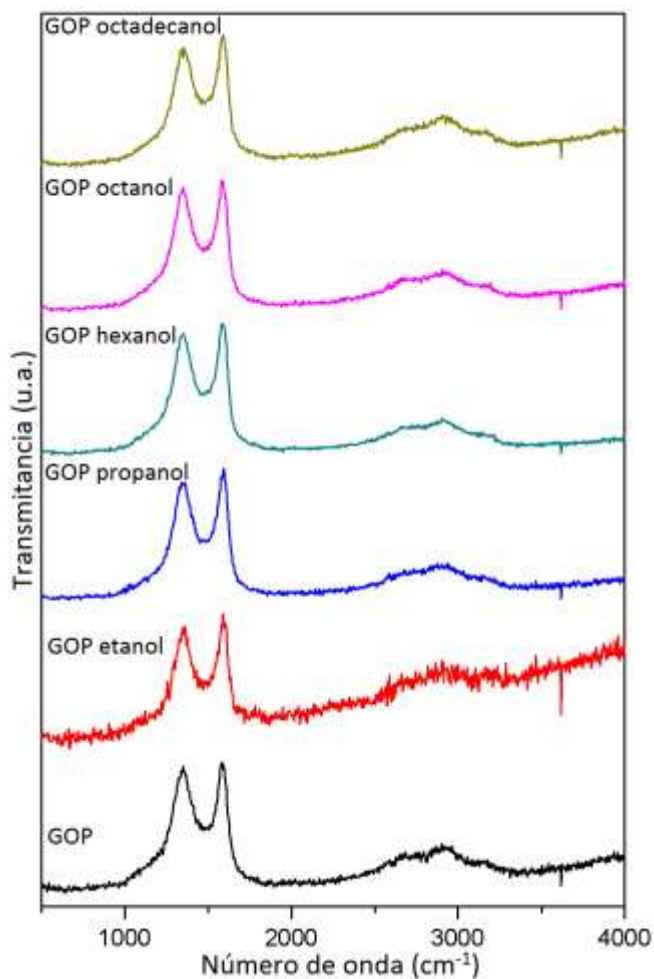 GOP octadecanol
GOP octanol
GOP hexanol
GOP propanol
GOP etanol
GOP
Transmitancia (u.a.)
1000 2000 3000 4000
Número de onda (cm⁻¹)